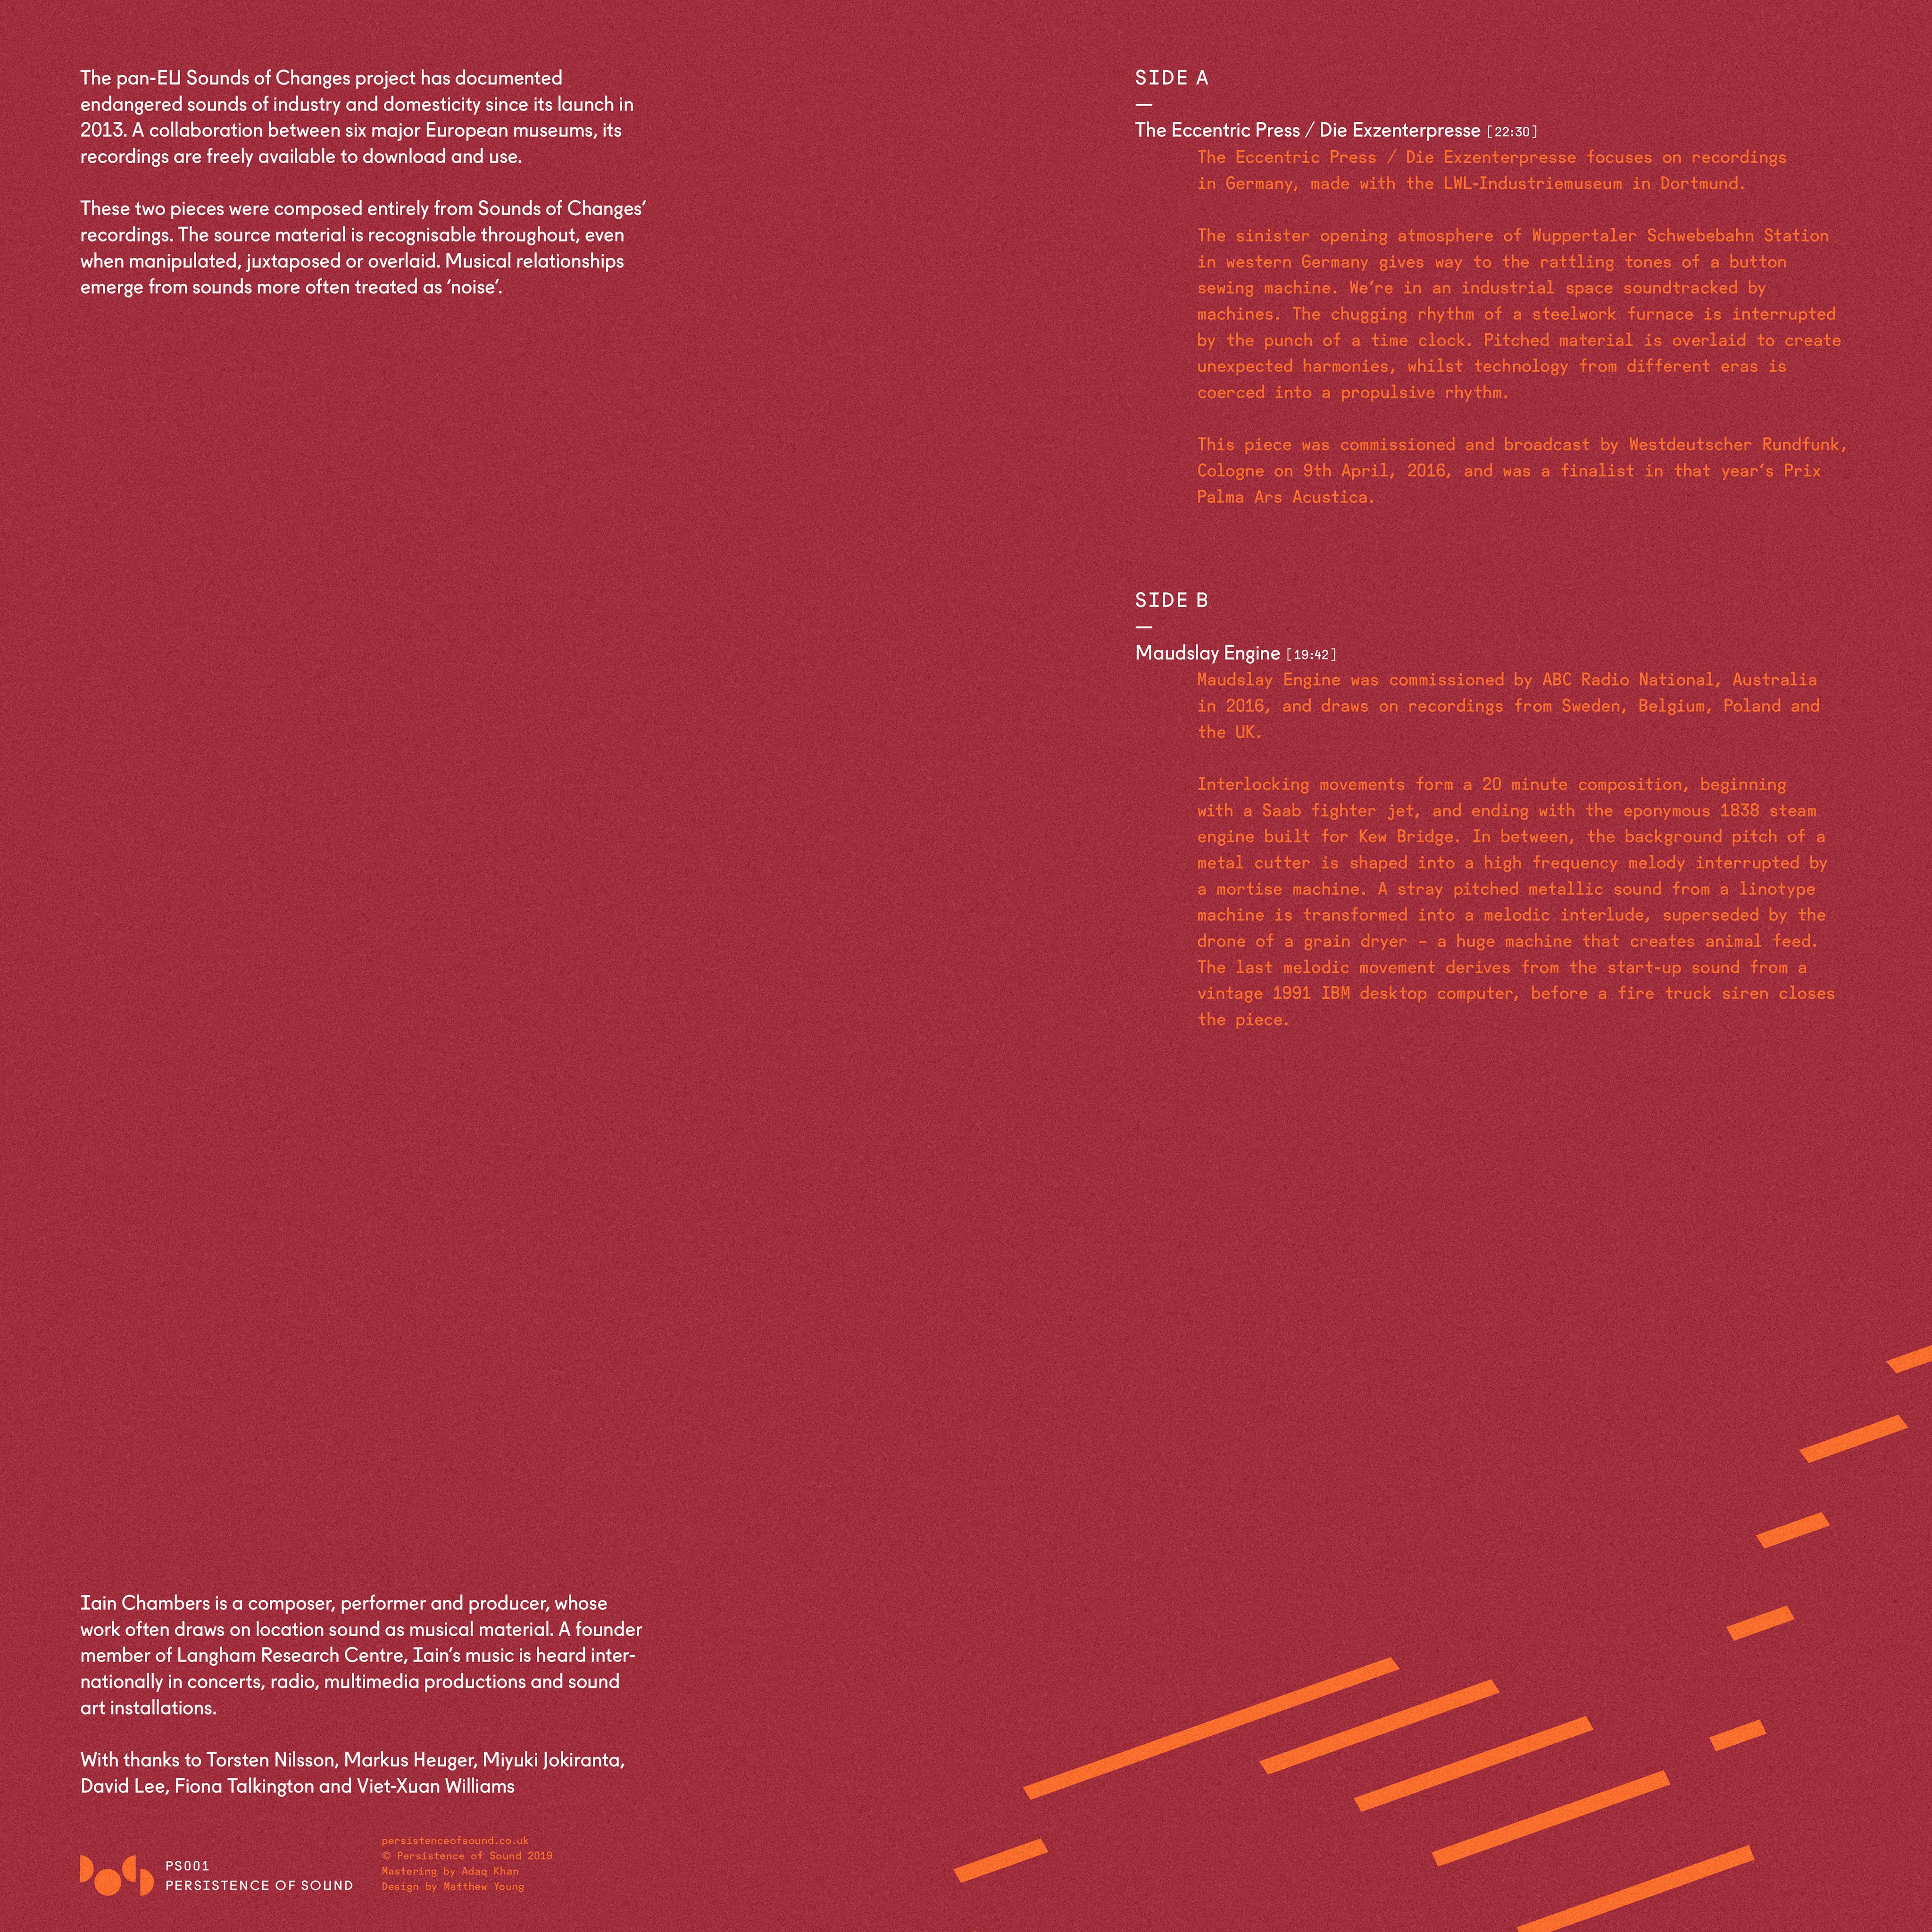 The pan-EU Sounds of Changes project has documented
endangered sounds of industry and domesticity since its launch in
2013. A collaboration between six major European museums, its
recordings are freely available to download and use.
These two pieces were composed entirely from Sounds of Changes’
recordings. The source material is recognisable throughout, even
when manipulated, juxtaposed or overlaid. Musical relationships
emerge from sounds more often treated as ’noise’.
SIDE A
—
The Eccentric Press / Die Exzenterpresse [22:30]
The Eccentric Press / Die Exzenterpresse focuses on recordings
in Germany, made with the LWL-Industriemuseum in Dortmund.
The sinister opening atmosphere of Wuppertaler Schwebebahn Station
in western Germany gives way to the rattling tones of a button
sewing machine. We’re in an industrial space soundtracked by
machines. The chugging rhythm of a steelwork furnace is interrupted
by the punch of a time clock. Pitched material is overlaid to create
unexpected harmonies, whilst technology from different eras is
coerced into a propulsive rhythm.
This piece was commissioned and broadcast by Westdeutscher Rundfunk,
Cologne on 9th April, 2016, and was a finalist in that year’s Prix
Palma Ars Acustica.
SIDE B
—
Maudslay Engine [19:42]
Maudslay Engine was commissioned by ABC Radio National, Australia
in 2016, and draws on recordings from Sweden, Belgium, Poland and
the UK.
Interlocking movements form a 20 minute composition, beginning
with a Saab fighter jet, and ending with the eponymous 1838 steam
engine built for Kew Bridge. In between, the background pitch of a
metal cutter is shaped into a high frequency melody interrupted by
a mortise machine. A stray pitched metallic sound from a linotype
machine is transformed into a melodic interlude, superseded by the
drone of a grain dryer – a huge machine that creates animal feed.
The last melodic movement derives from the start-up sound from a
vintage 1991 IBM desktop computer, before a fire truck siren closes
the piece.
Iain Chambers is a composer, performer and producer, whose
work often draws on location sound as musical material. A founder
member of Langham Research Centre, Iain’s music is heard inter-
nationally in concerts, radio, multimedia productions and sound
art installations.
With thanks to Torsten Nilsson, Markus Heuger, Miyuki Jokiranta,
David Lee, Fiona Talkington and Viet-Xuan Williams
PS001
PERSISTENCE OF SOUND
persistenceofsound.co.uk
© Persistence of Sound 2019
Mastering by Adaq Khan
Design by Matthew Young